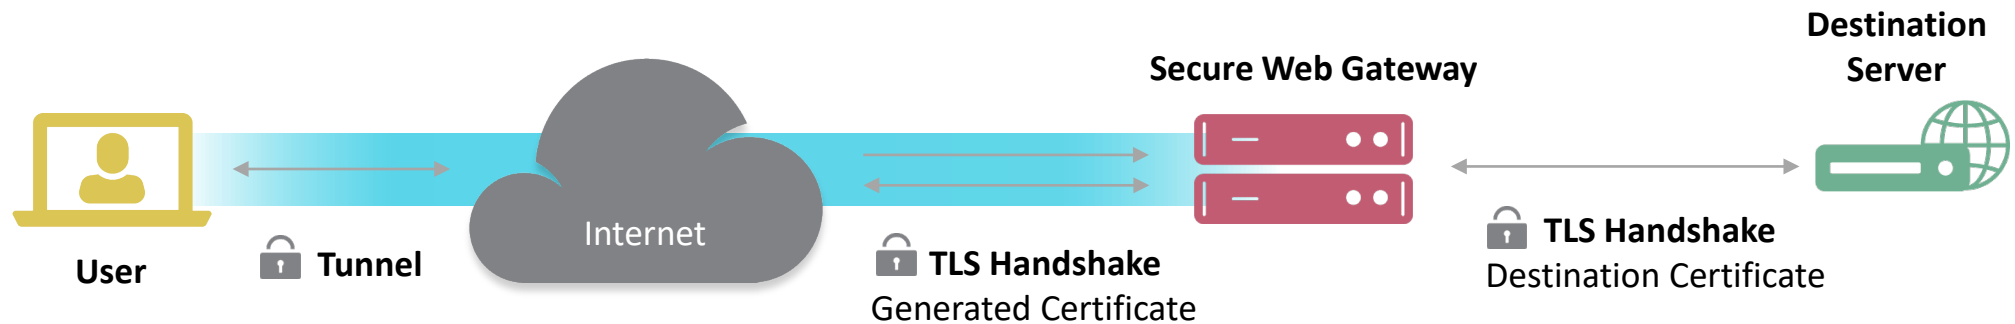 User
Tunnel
Internet
TLS Handshake
Generated Certificate
Secure Web Gateway
TLS Handshake
Destination Certificate
Destination
Server